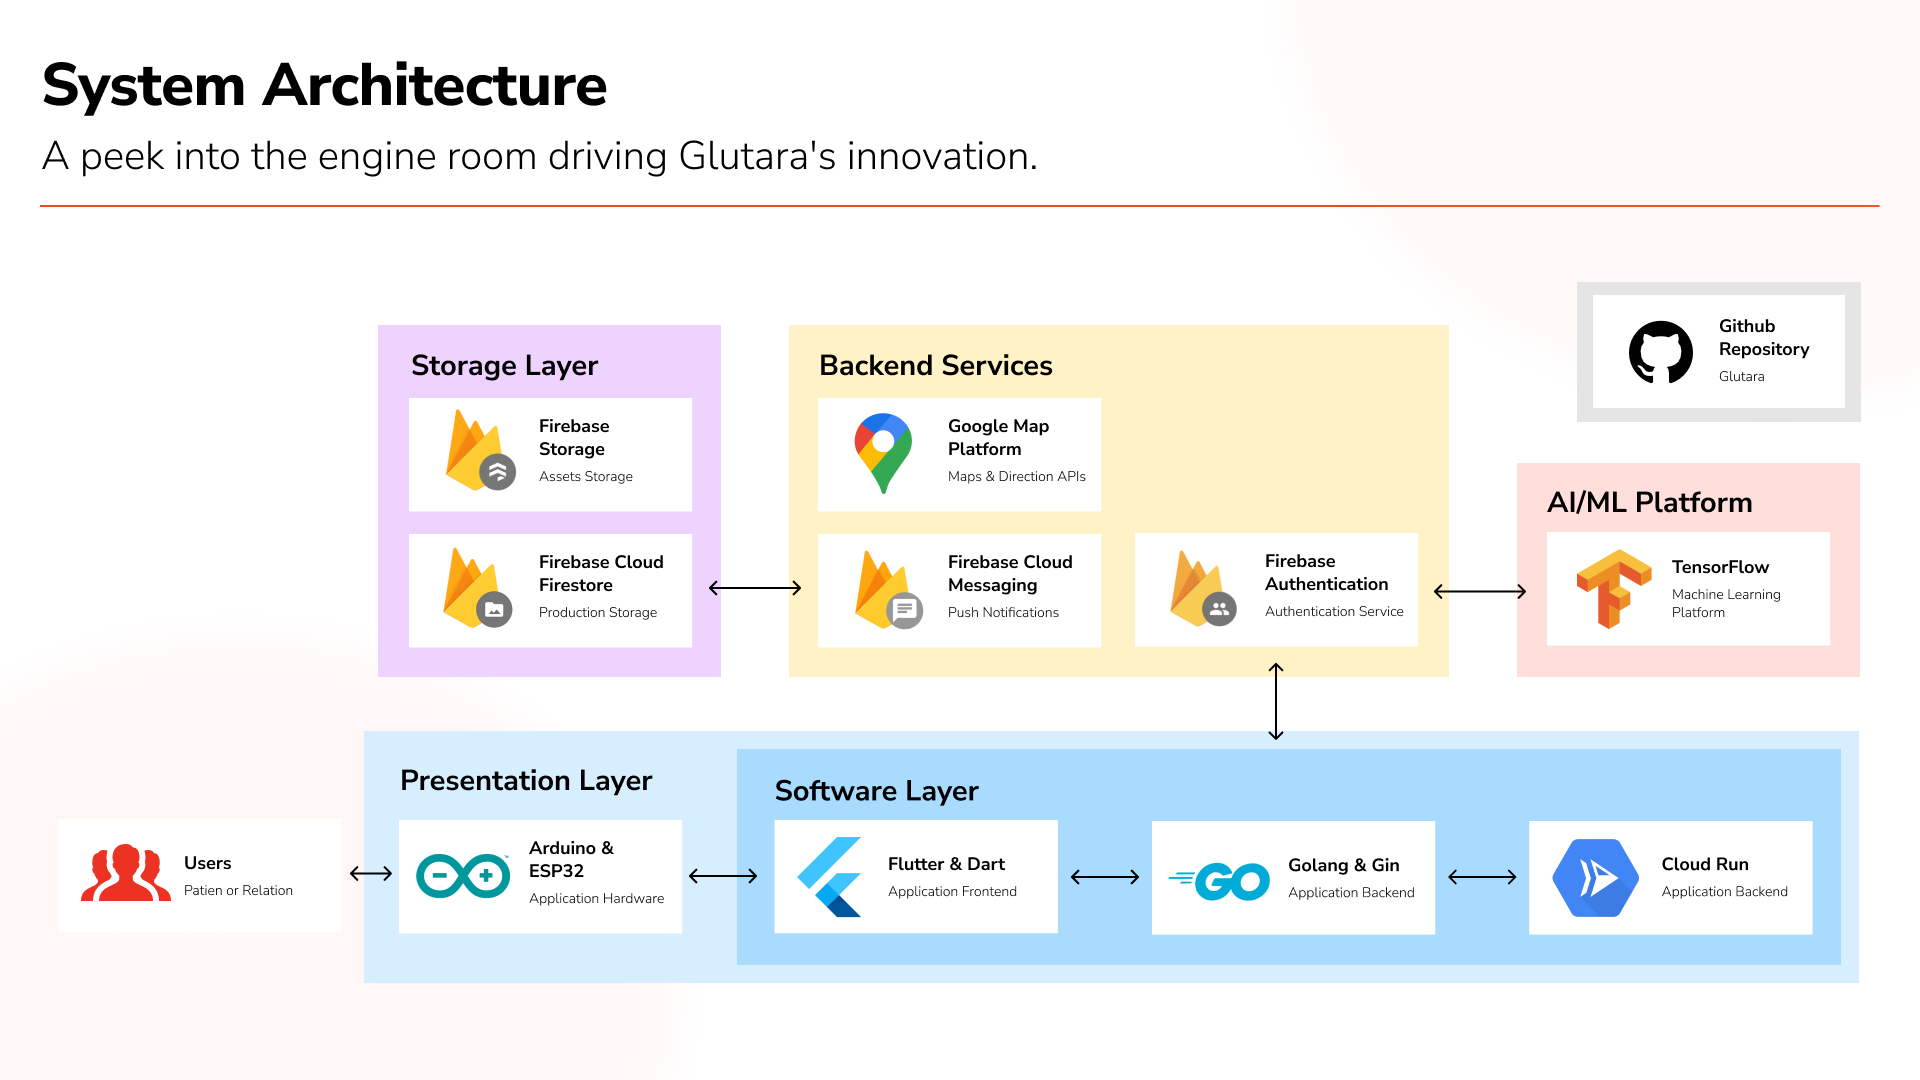 System Architecture
A peek into the engine room driving Glutara's innovation.
Github
Repository
Glutara
Storage Layer
Firebase
Storage
Assets Storage
Firebase Cloud
Firestore
Production Storage
Backend Services
Google Map
Platform
Maps & Direction APIs
Firebase Cloud
Messaging
Push Notifications
Firebase
Authentication
Authentication Service
AI/ML Platform
TensorFlow
Machine Learning
Platform
Users
Patien or Relation
Presentation Layer
Arduino &
ESP32
Application Hardware
Software Layer
Flutter & Dart
Application Frontend
GO
Golang & Gin
Application Backend
Cloud Run
Application Backend